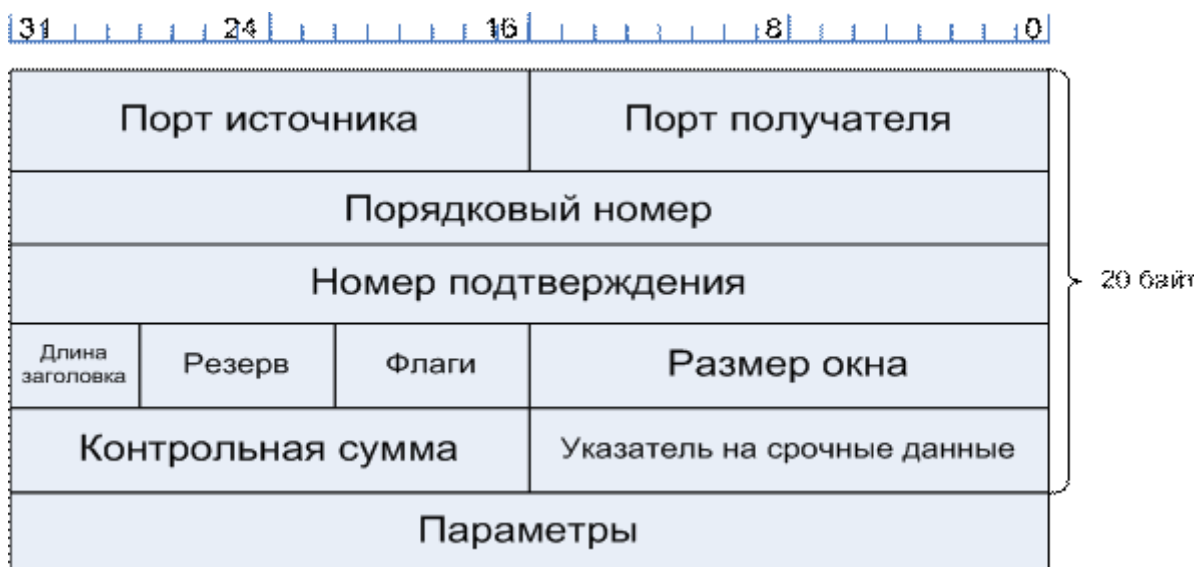 31 24 16 8 0
Порт источника Порт получателя
Порядковый номер
Номер подтверждения
20 байт
Длина
заголовка
Резерв Флаги Размер окна
Контрольная сумма Указатель на срочные данные
Параметры